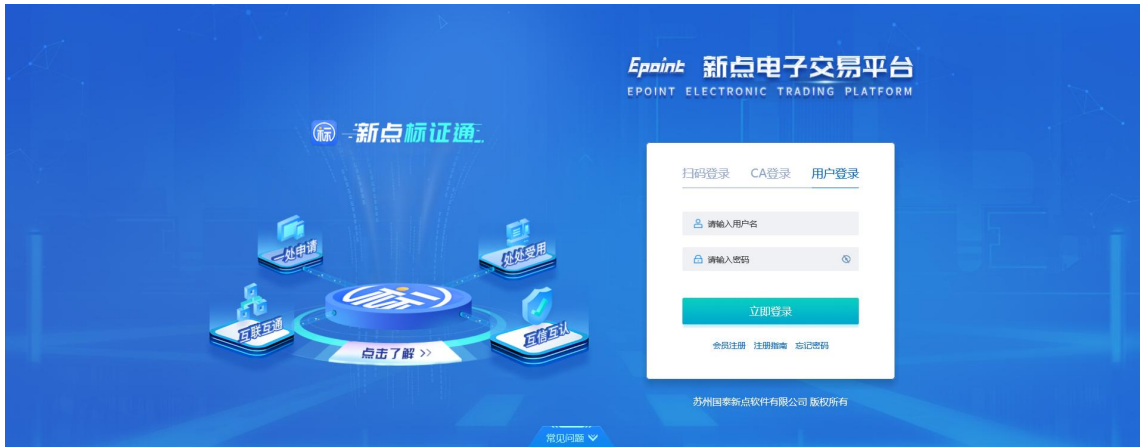 Epoint 新点电子交易平台
EPOINT ELECTRONIC TRADING PLATFORM
标 新点标证通
扫码登录 CA登录 用户登录
请输入用户名
一处申请
处处受用
请输入密码
标
互联互通
互信互认
立即登录
点击了解 >>
会员注册 注册指南 忘记密码
苏州国泰新点软件有限公司 版权所有
常见问题